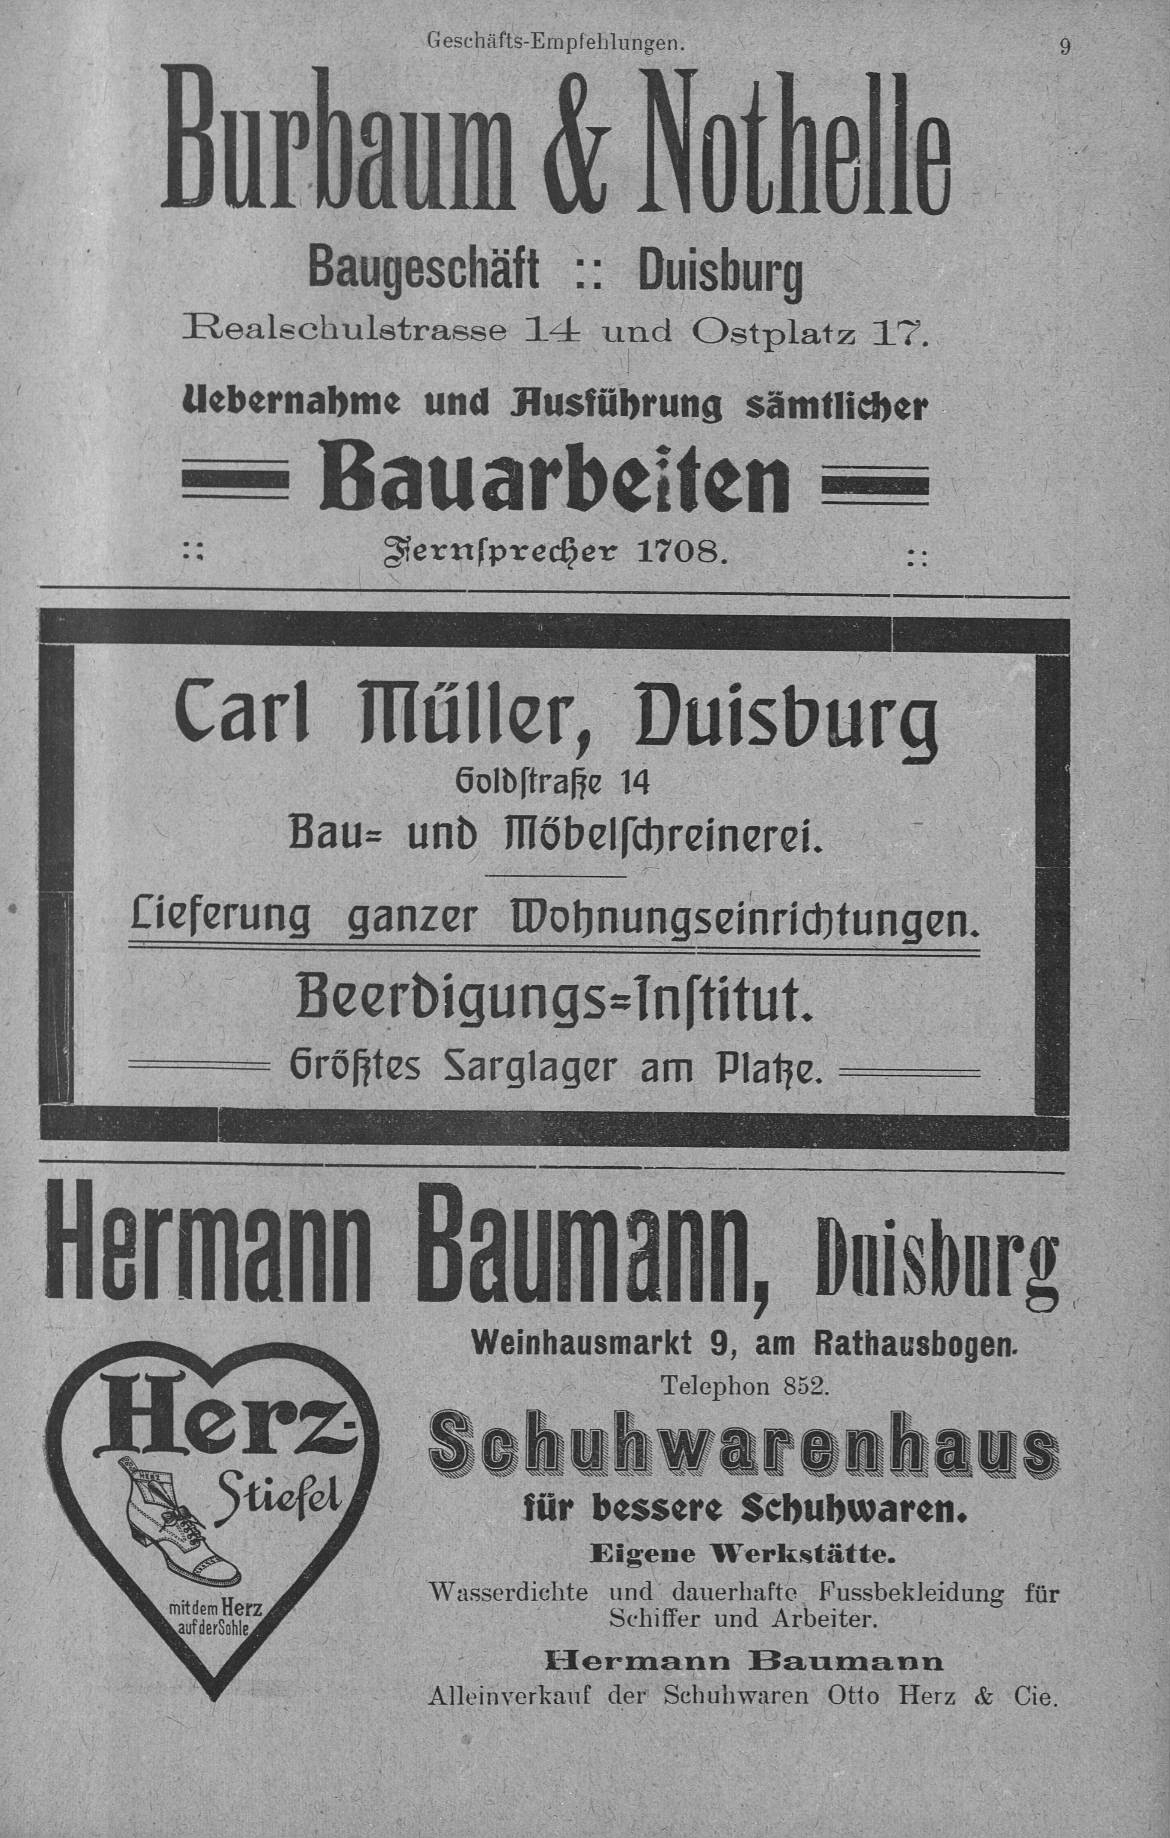 Geschäfts-Empfehlungen. 9
Burbaum & Nothelle
Baugeschäft :: Duisburg
Realschulstrasse 14 und Ostplatz 17.
Uebernahme und Ausführung sämtlicher
Bauarbeiten
:: Fernſprecher 1708. ::
Carl Müller, Duisburg
Goldſtraße 14
Bau= und Möbelſchreinerei.
Lieferung ganzer Wohnungseinrichtungen.
Beerdigungs=Inſtitut.
Größtes Sarglager am Platze.
Hermann Baumann, Duisburg
Weinhausmarkt 9, am Rathausbogen.
Telephon 852.
Schuhwarenhaus
für bessere Schuhwaren.
Eigene Werkstätte.
Wasserdichte und dauerhafte Fussbekleidung für
Schiffer und Arbeiter.
Hermann Baumann
Alleinverkauf der Schuhwaren Otto Herz & Cie.
Herz-
Stiefel
HERZ
mit dem Herz
auf der Sohle